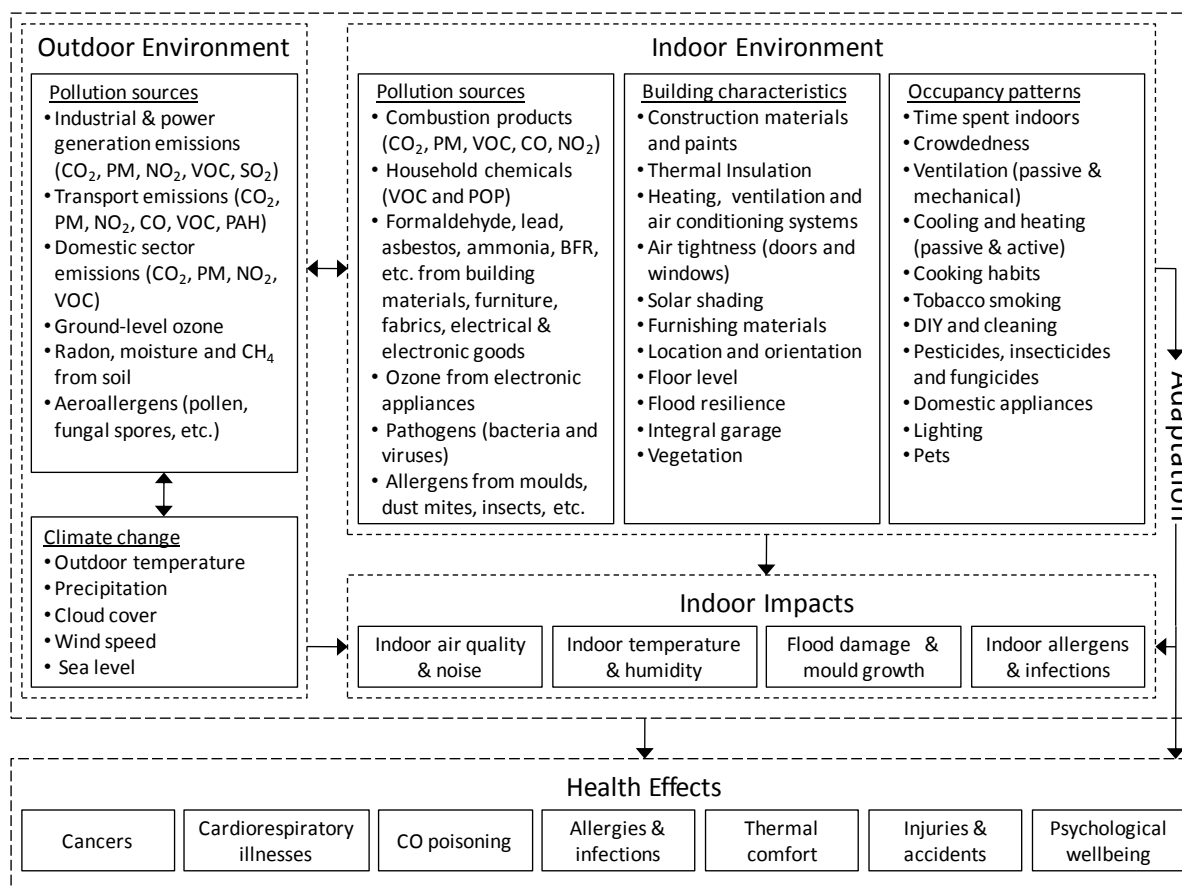 Outdoor Environment
Pollution sources
• Industrial & power
generation emissions
(CO₂, PM, NO₂, VOC, SO₂)
• Transport emissions (CO₂,
PM, NO₂, CO, VOC, PAH)
• Domestic sector
emissions (CO₂, PM, NO₂,
VOC)
• Ground-level ozone
• Radon, moisture and CH₄
from soil
• Aeroallergens (pollen,
fungal spores, etc.)
Climate change
• Outdoor temperature
• Precipitation
• Cloud cover
• Wind speed
• Sea level
Indoor Environment
Pollution sources
• Combustion products
(CO₂, PM, VOC, CO, NO₂)
• Household chemicals
(VOC and POP)
• Formaldehyde, lead,
asbestos, ammonia, BFR,
etc. from building
materials, furniture,
fabrics, electrical &
electronic goods
• Ozone from electronic
appliances
• Pathogens (bacteria and
viruses)
• Allergens from moulds,
dust mites, insects, etc.
Building characteristics
• Construction materials
and paints
• Thermal Insulation
• Heating, ventilation and
air conditioning systems
• Air tightness (doors and
windows)
• Solar shading
• Furnishing materials
• Location and orientation
• Floor level
• Flood resilience
• Integral garage
• Vegetation
Occupancy patterns
• Time spent indoors
• Crowdedness
• Ventilation (passive &
mechanical)
• Cooling and heating
(passive & active)
• Cooking habits
• Tobacco smoking
• DIY and cleaning
• Pesticides, insecticides
and fungicides
• Domestic appliances
• Lighting
• Pets
Adaptation
Indoor Impacts
Indoor air quality
& noise
Indoor temperature
& humidity
Flood damage &
mould growth
Indoor allergens
& infections
Health Effects
Cancers
Cardiorespiratory
illnesses
CO poisoning
Allergies &
infections
Thermal
comfort
Injuries &
accidents
Psychological
wellbeing